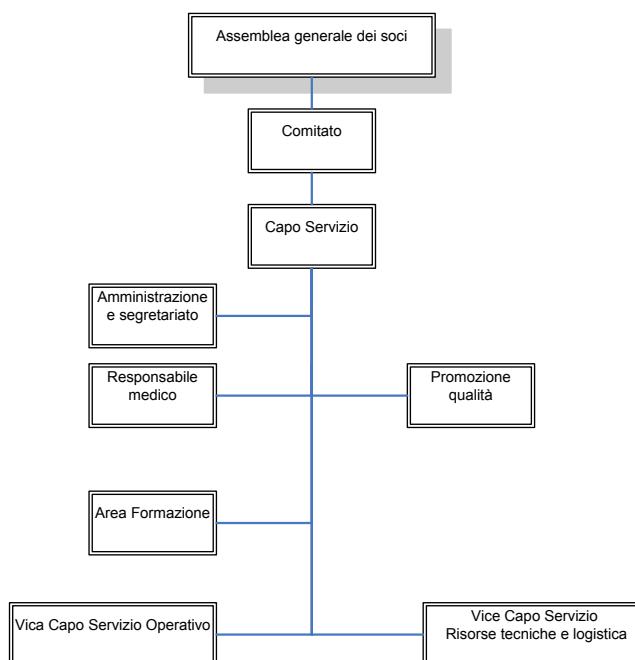 Assemblea generale dei soci
Comitato
Capo Servizio
Amministrazione
e segretariato
Responsabile
medico
Promozione
qualità
Area Formazione
Vica Capo Servizio Operativo
Vice Capo Servizio
Risorse tecniche e logistica